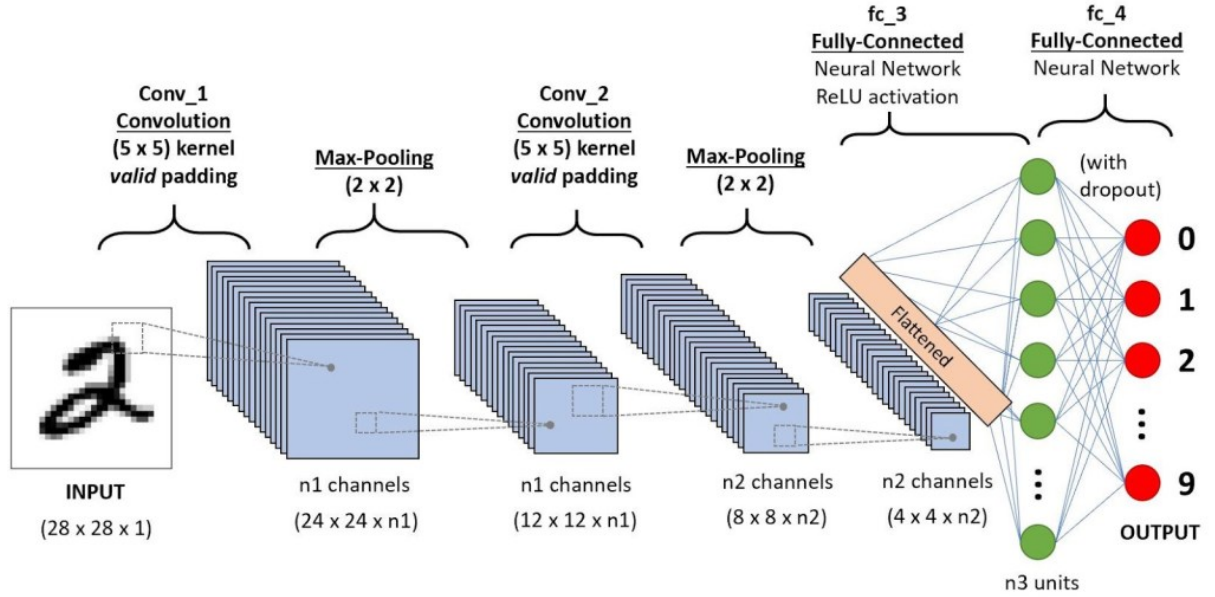 Conv_1
Convolution
(5 x 5) kernel
valid padding
Max-Pooling
(2 x 2)
Conv_2
Convolution
(5 x 5) kernel
valid padding
Max-Pooling
(2 x 2)
fc_3
Fully-Connected
Neural Network
ReLU activation
fc_4
Fully-Connected
Neural Network
(with
dropout)
Flattened
0
1
2
...
9
...
2
INPUT
(28 x 28 x 1)
n1 channels
(24 x 24 x n1)
n1 channels
(12 x 12 x n1)
n2 channels
(8 x 8 x n2)
n2 channels
(4 x 4 x n2)
n3 units
OUTPUT